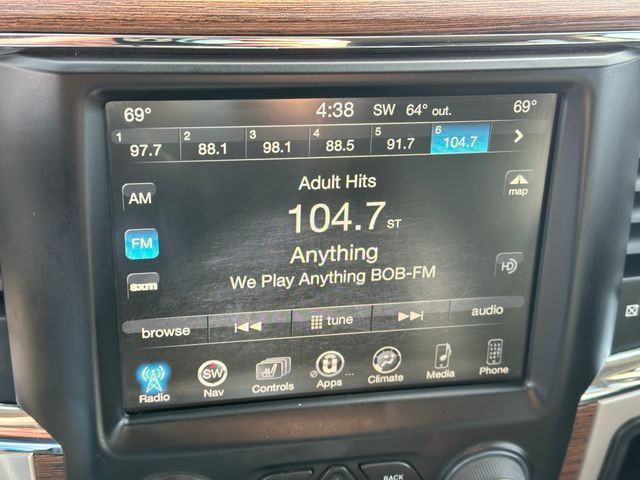 69° 4:38 SW 64° out. 69°
1 97.7 2 88.1 3 98.1 4 88.5 5 91.7 6 104.7 >
Adult Hits
AM
map
104.7 ST
FM
Anything
We Play Anything BOB-FM
HD
sxm
browse tune audio
SW
Radio Nav Controls Apps Climate Media Phone
BACK